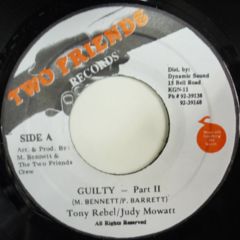 TWO FRIENDS
RECORDS
Dist. by:
Dynamic Sound
15 Bell Road
KGN-11
Ph # 92-39138
92-39168
SIDE A
Prod. & Arr. By:
M. Bennett &
The Two Friends
Crew
GUILTY - Part II
(M. BENNETT/P. BARRETT)
Tony Rebel/Judy Mowatt
All Rights Reserved